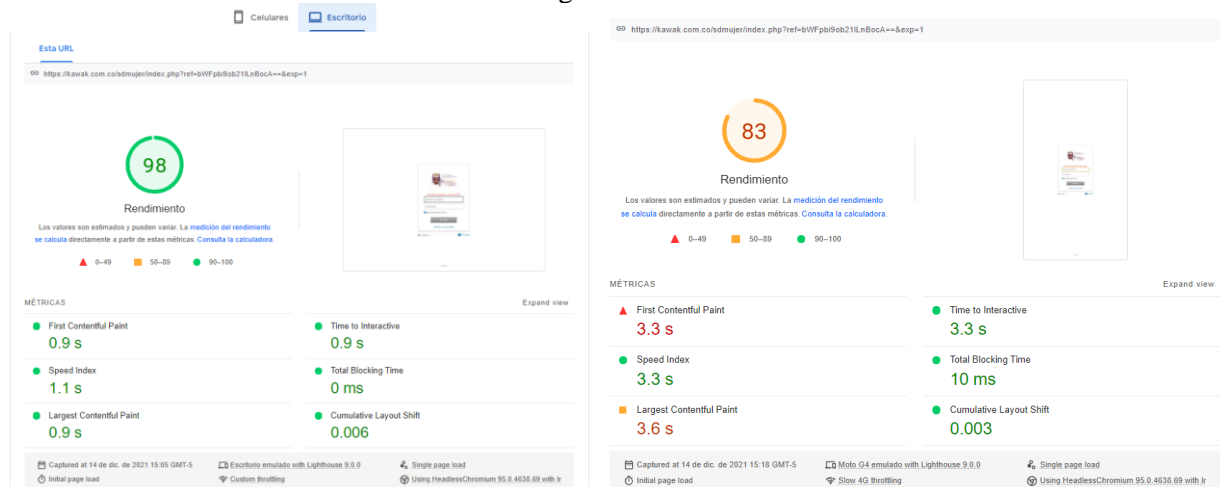 Celulares
Escritorio
Esta URL
https://kawak.com.co/sdmujer/index.php?ref=bWFpbi9ob21lLnBocA==&exp=1
98
Rendimiento
Los valores son estimados y pueden variar. La medición del rendimiento
se calcula directamente a partir de estas métricas. Consulta la calculadora.
0–49
50–89
90–100
MÉTRICAS
Expand view
First Contentful Paint
0.9 s
Time to Interactive
0.9 s
Speed Index
1.1 s
Total Blocking Time
0 ms
Largest Contentful Paint
0.9 s
Cumulative Layout Shift
0.006
Captured at 14 de dic. de 2021 15:05 GMT-5
Escritorio emulado with Lighthouse 9.0.0
Single page load
Initial page load
Custom throttling
Using HeadlessChromium 95.0.4638.69 with lr
https://kawak.com.co/sdmujer/index.php?ref=bWFpbi9ob21lLnBocA==&exp=1
83
Rendimiento
Los valores son estimados y pueden variar. La medición del rendimiento
se calcula directamente a partir de estas métricas. Consulta la calculadora.
0–49
50–89
90–100
MÉTRICAS
Expand view
First Contentful Paint
3.3 s
Time to Interactive
3.3 s
Speed Index
3.3 s
Total Blocking Time
10 ms
Largest Contentful Paint
3.6 s
Cumulative Layout Shift
0.003
Captured at 14 de dic. de 2021 15:18 GMT-5
Moto G4 emulado with Lighthouse 9.0.0
Single page load
Initial page load
Slow 4G throttling
Using HeadlessChromium 95.0.4638.69 with lr